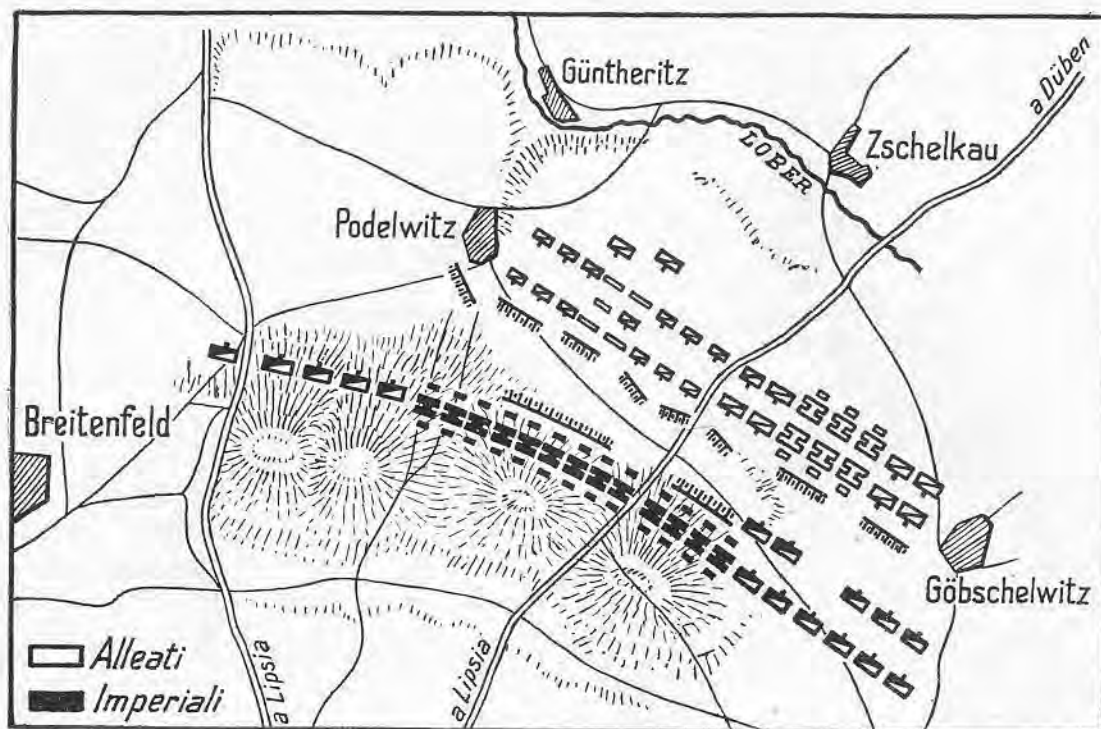 Güntheritz
a Düben
LOBER
Zschelkau
Podelwitz
Breitenfeld
Göbschelwitz
Alleati
Imperiali
a Lipsia
a Lipsia